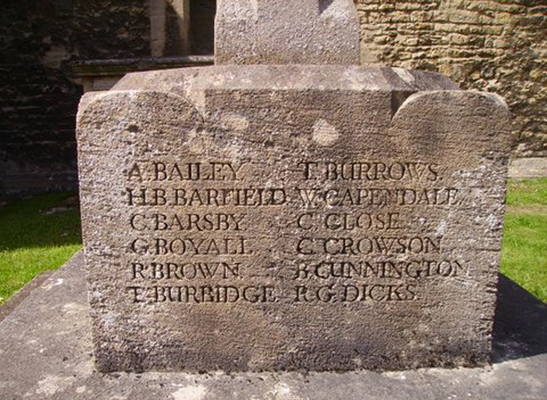 A. BAILEY
H.B. BARFIELD
C. BARSBY
G. BOYALL
R. BROWN
E. BURBIDGE
T. BURROWS.
W. CAPENDALE
C. CLOSE
C. CROWSON
B. CUNNINGTON
R.G. DICKS